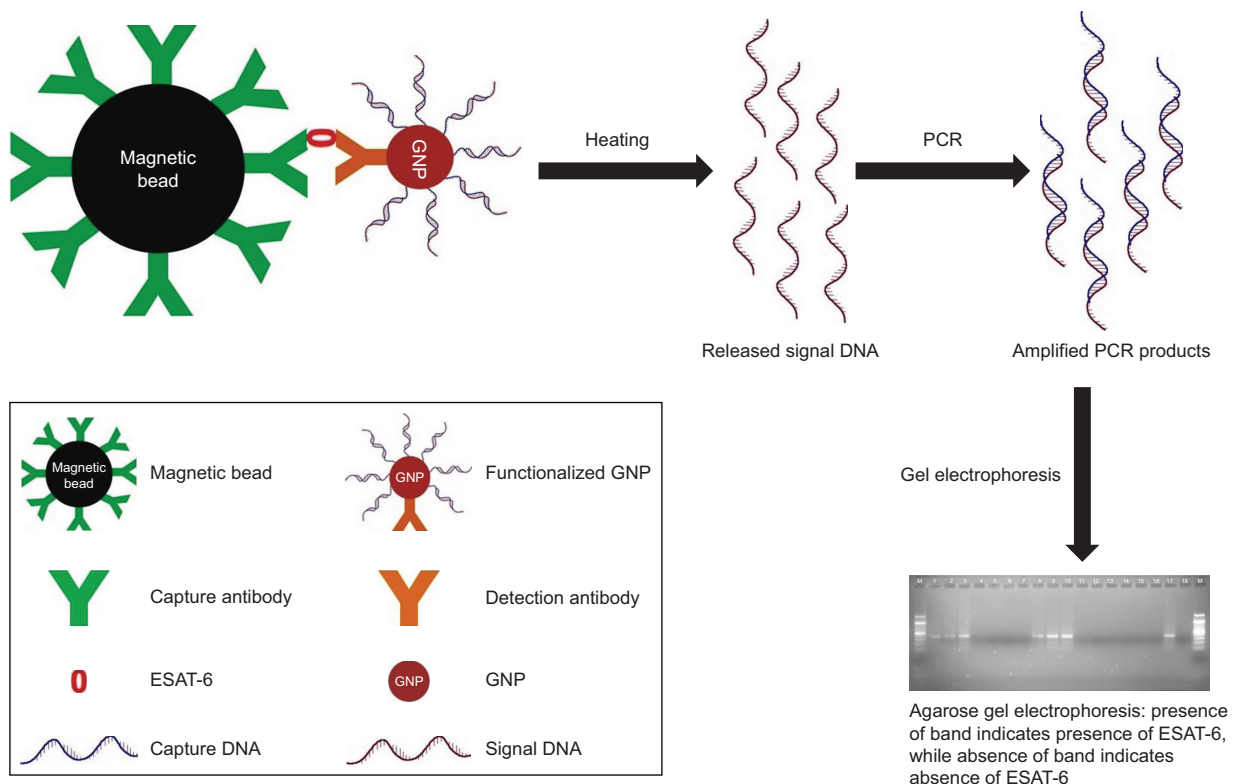 Magnetic
bead
GNP
Heating
PCR
Released signal DNA
Amplified PCR products
Gel electrophoresis
Magnetic
bead
Magnetic bead
GNP
Functionalized GNP
Capture antibody
Detection antibody
ESAT-6
GNP
GNP
Capture DNA
Signal DNA
M 1 2 3 4 5 6 7 8 9 10 11 12 13 14 15 16 17 18 M
Agarose gel electrophoresis: presence
of band indicates presence of ESAT-6,
while absence of band indicates
absence of ESAT-6